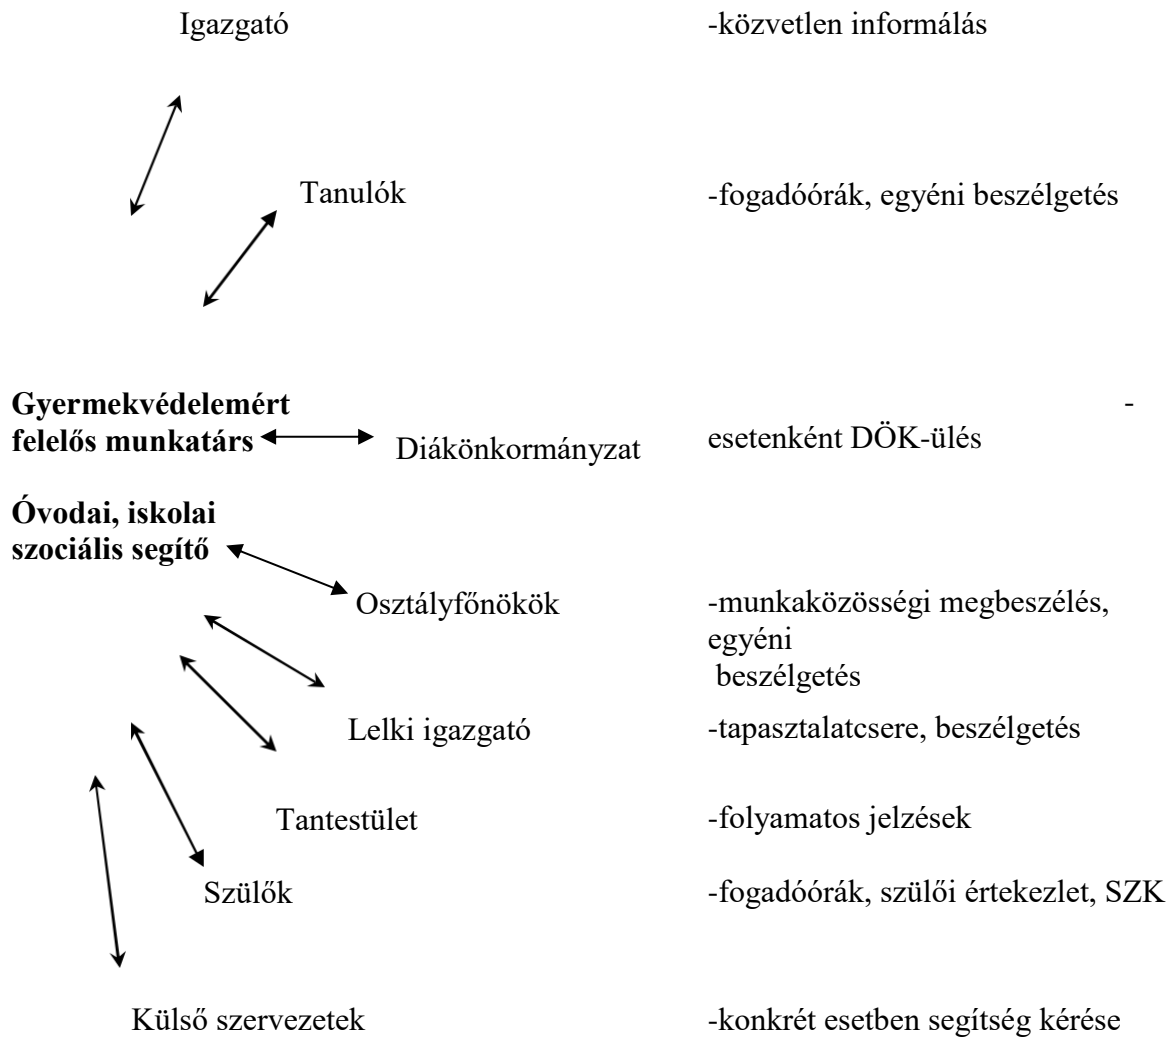 Igazgató -közvetlen informálás
Tanulók -fogadóórák, egyéni beszélgetés
Gyermekvédelemért -
felelős munkatárs Diákönkormányzat esetenként DÖK-ülés
Óvodai, iskolai
szociális segítő
Osztályfőnökök -munkaközösségi megbeszélés,
egyéni
beszélgetés
Lelki igazgató -tapasztalatcsere, beszélgetés
Tantestület -folyamatos jelzések
Szülők -fogadóórák, szülői értekezlet, SZK
Külső szervezetek -konkrét esetben segítség kérése